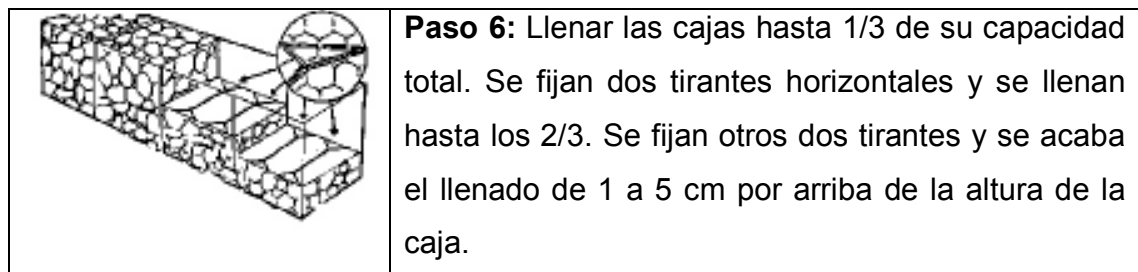 Paso 6: Llenar las cajas hasta 1/3 de su capacidad
total. Se fijan dos tirantes horizontales y se llenan
hasta los 2/3. Se fijan otros dos tirantes y se acaba
el llenado de 1 a 5 cm por arriba de la altura de la
caja.